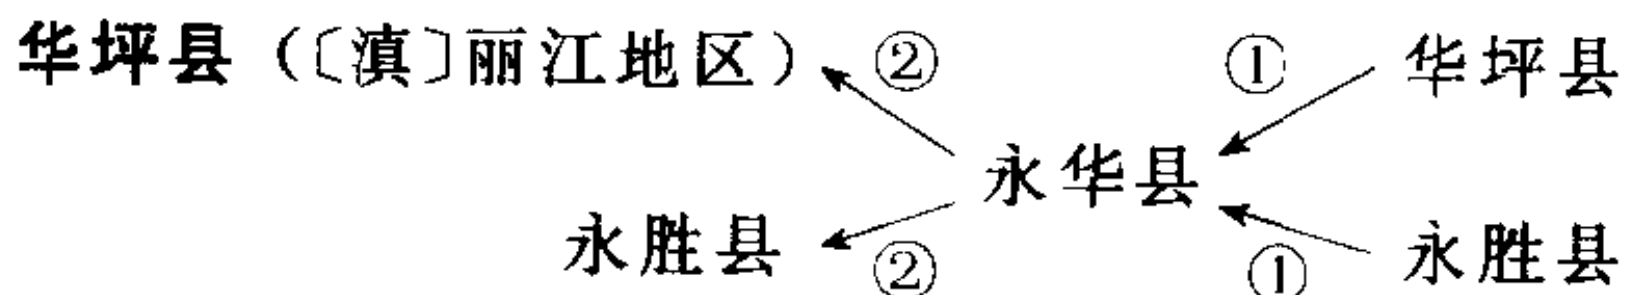 华坪县（〔滇〕丽江地区） ② ① 华坪县
永华县
永胜县 ② ① 永胜县